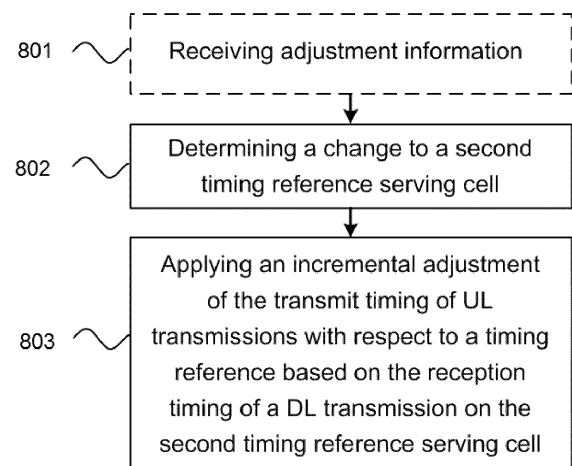 801
Receiving adjustment information
802
Determining a change to a second
timing reference serving cell
803
Applying an incremental adjustment
of the transmit timing of UL
transmissions with respect to a timing
reference based on the reception
timing of a DL transmission on the
second timing reference serving cell